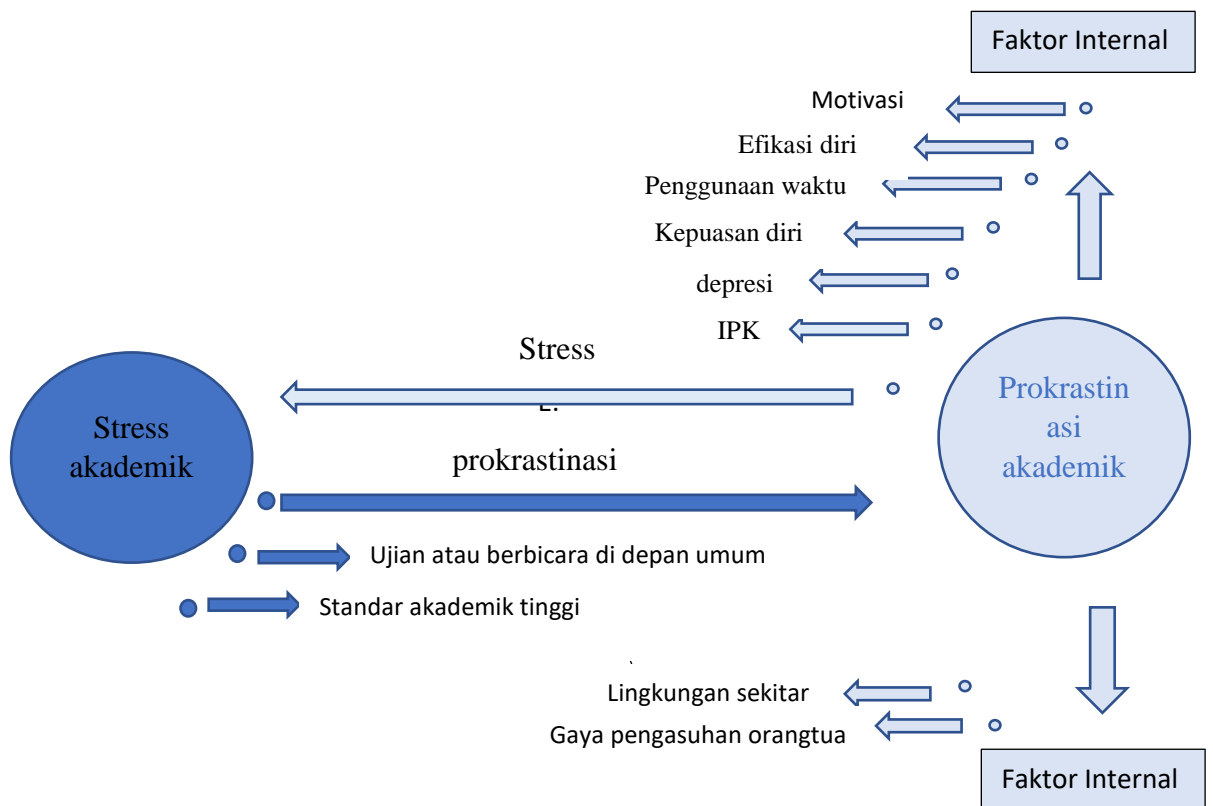 Faktor Internal
Motivasi
Efikasi diri
Penggunaan waktu
Kepuasan diri
depresi
IPK
Stress
Stress
akademik
Prokrastin
asi
akademik
prokrastinasi
Ujian atau berbicara di depan umum
Standar akademik tinggi
Lingkungan sekitar
Gaya pengasuhan orangtua
Faktor Internal